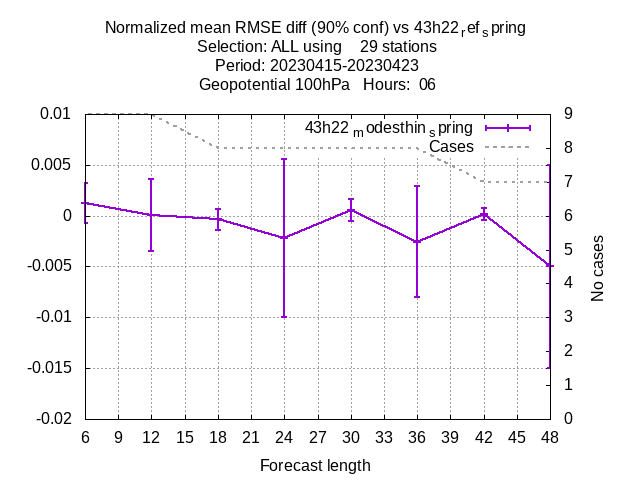 Normalized mean RMSE diff (90% conf) vs 43h22refspring
Selection: ALL using 29 stations
Period: 20230415-20230423
Geopotential 100hPa Hours: 06
43h22modesthinspring
Cases
0.01
0.005
0
-0.005
-0.01
-0.015
-0.02
9
8
7
6
5
4
3
2
1
0
No cases
6 9 12 15 18 21 24 27 30 33 36 39 42 45 48
Forecast length